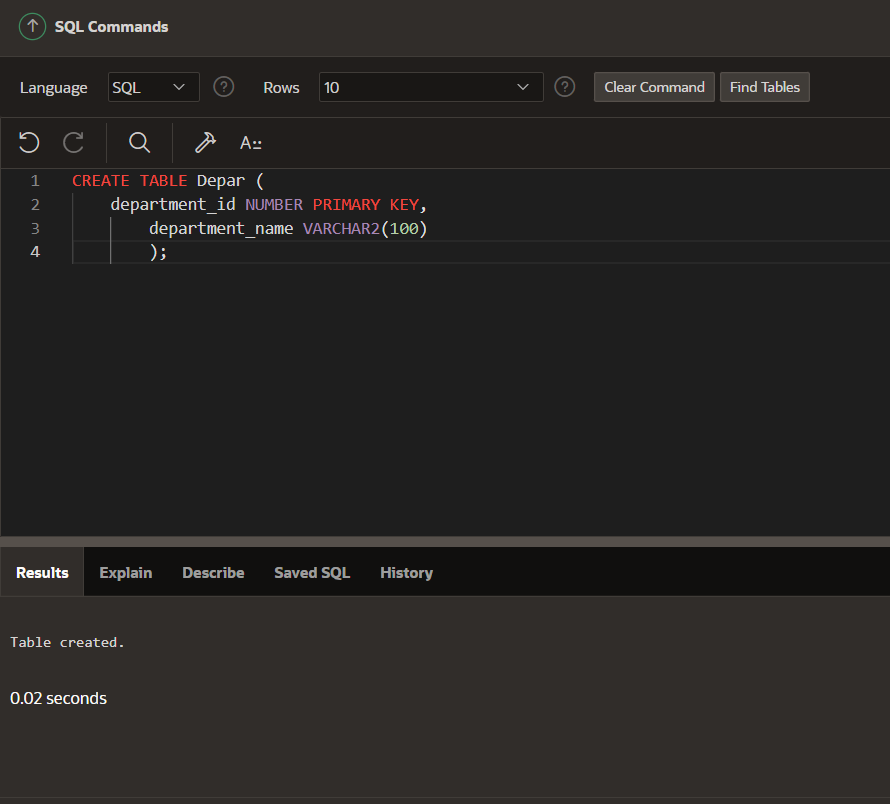 SQL Commands
Language SQL ? Rows 10 ? Clear Command Find Tables
A::
1 CREATE TABLE Depar (
2 department_id NUMBER PRIMARY KEY,
3 department_name VARCHAR2(100)
4 );
Results Explain Describe Saved SQL History
Table created.
0.02 seconds